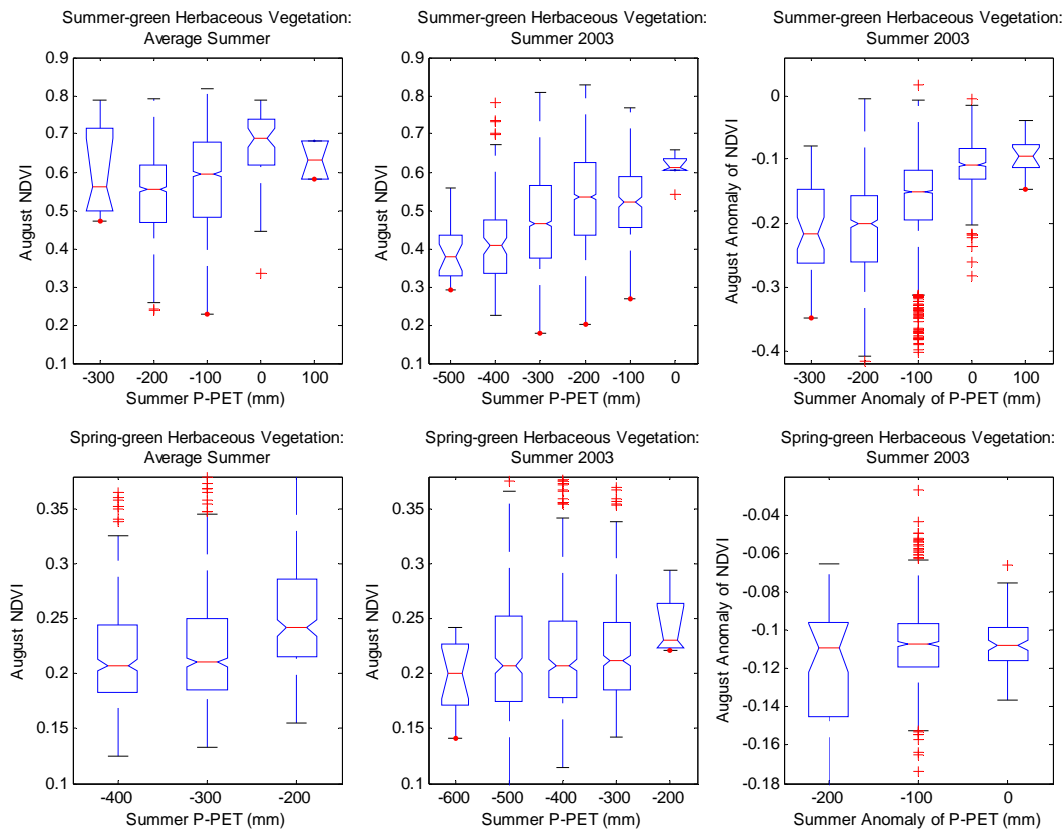 Summer-green Herbaceous Vegetation:
Average Summer
0.9
0.8
0.7
0.6
0.5
0.4
0.3
0.2
0.1
August NDVI
-300 -200 -100 0 100
Summer P-PET (mm)
Summer-green Herbaceous Vegetation:
Summer 2003
0.9
0.8
0.7
0.6
0.5
0.4
0.3
0.2
0.1
August NDVI
-500 -400 -300 -200 -100 0
Summer P-PET (mm)
Summer-green Herbaceous Vegetation:
Summer 2003
0
-0.1
-0.2
-0.3
-0.4
August Anomaly of NDVI
-300 -200 -100 0 100
Summer Anomaly of P-PET (mm)
Spring-green Herbaceous Vegetation:
Average Summer
0.35
0.3
0.25
0.2
0.15
0.1
August NDVI
-400 -300 -200
Summer P-PET (mm)
Spring-green Herbaceous Vegetation:
Summer 2003
0.35
0.3
0.25
0.2
0.15
0.1
August NDVI
-600 -500 -400 -300 -200
Summer P-PET (mm)
Spring-green Herbaceous Vegetation:
Summer 2003
-0.04
-0.06
-0.08
-0.1
-0.12
-0.14
-0.16
-0.18
August Anomaly of NDVI
-200 -100 0
Summer Anomaly of P-PET (mm)